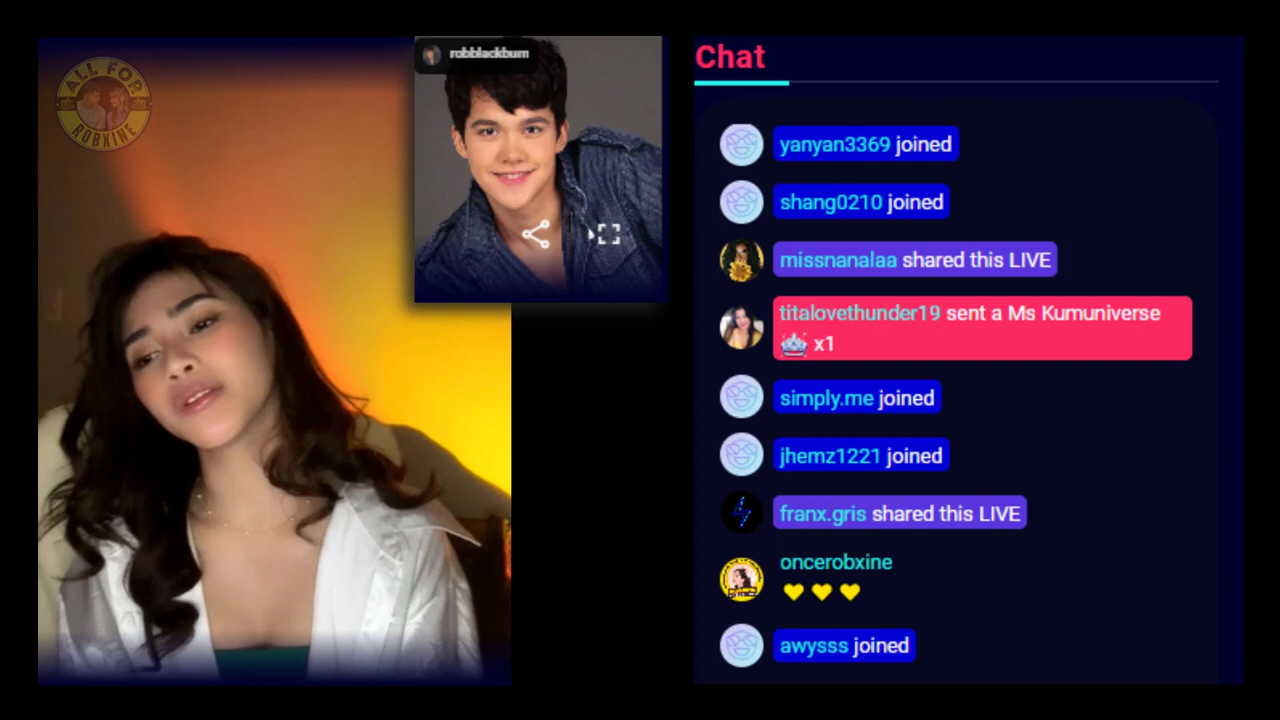 ALL FOR
ROBXINE
robblackburn
Chat
yanyan3369 joined
shang0210 joined
missnanalaa shared this LIVE
titalovethunder19 sent a Ms Kumuniverse
x1
simply.me joined
jhemz1221 joined
franx.gris shared this LIVE
oncerobxine
💛 💛 💛
awysss joined